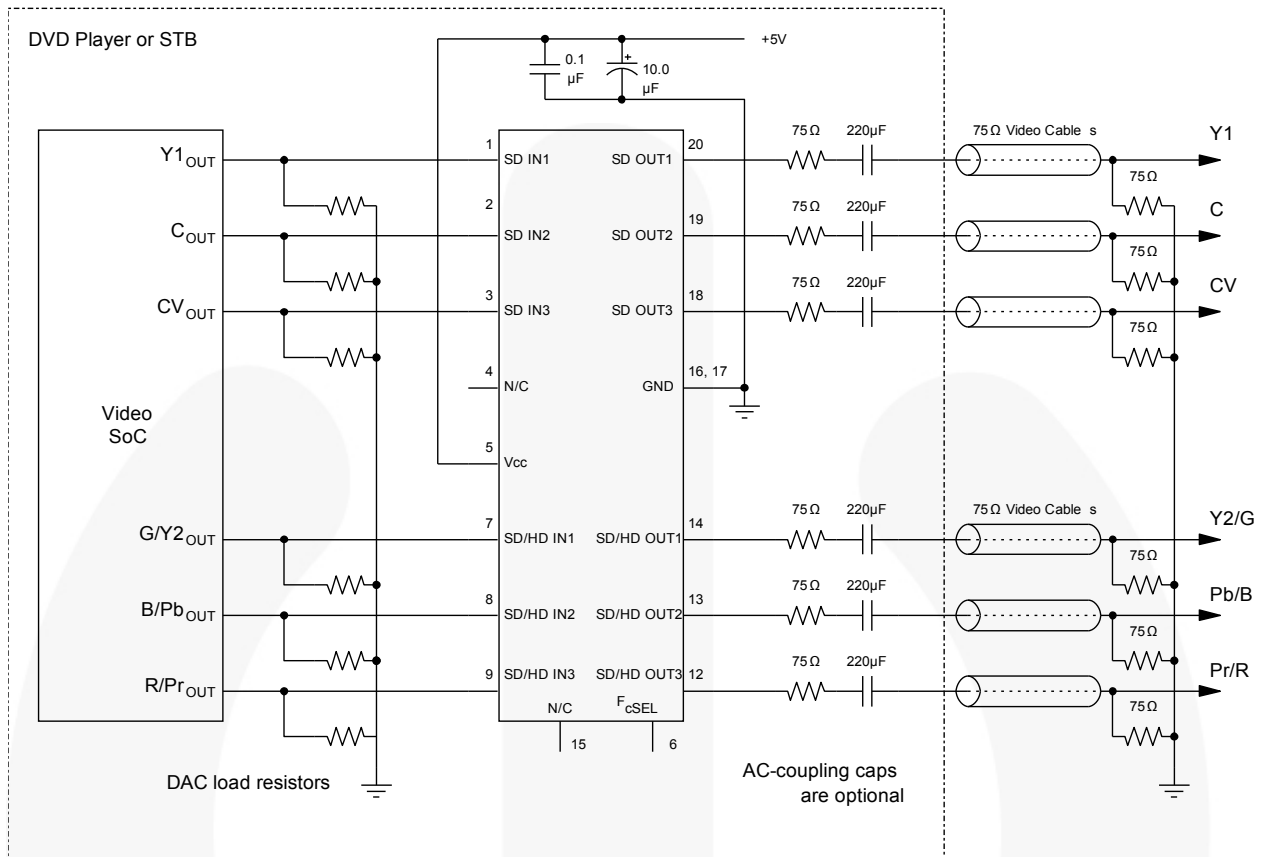 DVD Player or STB
+5V
0.1
µF
+
10.0
µF
Y1OUT
1
SD IN1
SD OUT1
20
75Ω
220µF
75Ω Video Cable s
Y1
75Ω
2
COUT
SD IN2
SD OUT2
19
75Ω
220µF
C
75Ω
CVOUT
3
SD IN3
SD OUT3
18
75Ω
220µF
CV
75Ω
4
N/C
GND
16, 17
Video
SoC
5
Vcc
G/Y2OUT
7
SD/HD IN1
SD/HD OUT1
14
75Ω
220µF
75Ω Video Cable s
Y2/G
75Ω
B/PbOUT
8
SD/HD IN2
SD/HD OUT2
13
75Ω
220µF
Pb/B
75Ω
R/PrOUT
9
SD/HD IN3
SD/HD OUT3
12
75Ω
220µF
Pr/R
75Ω
N/C
FcSEL
15
6
DAC load resistors
AC-coupling caps
are optional